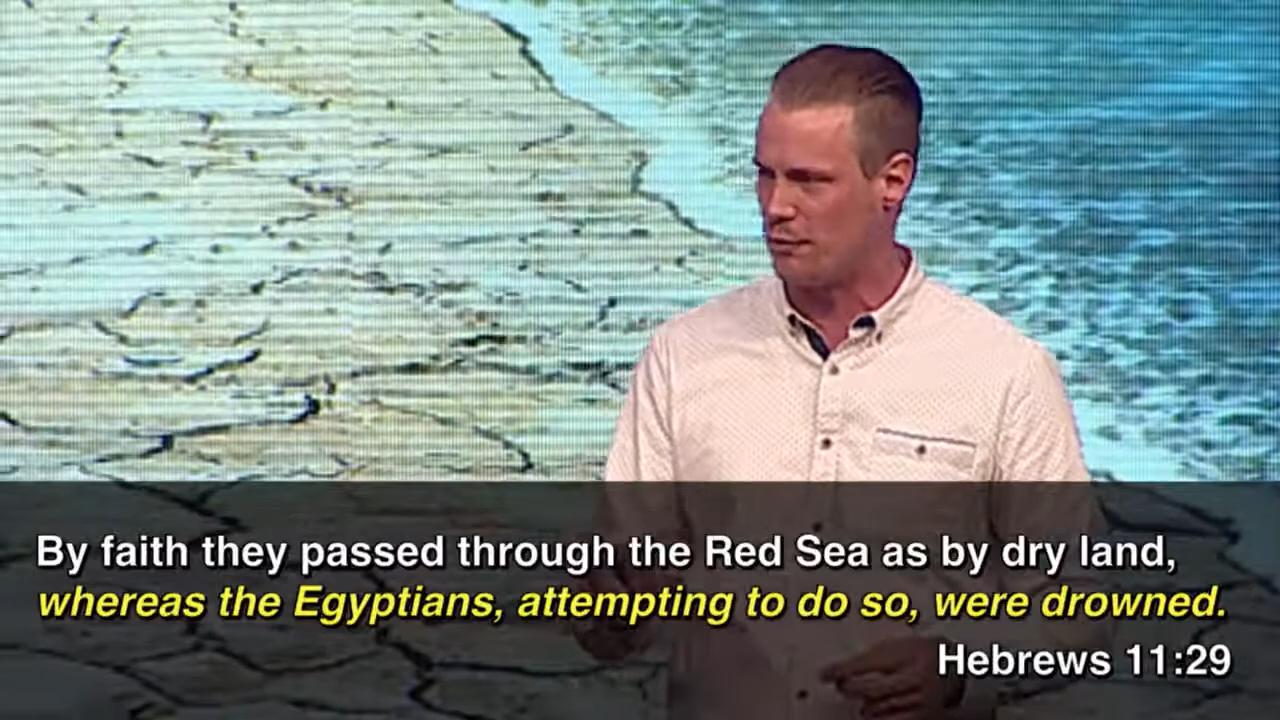 By faith they passed through the Red Sea as by dry land,
whereas the Egyptians, attempting to do so, were drowned.
Hebrews 11:29